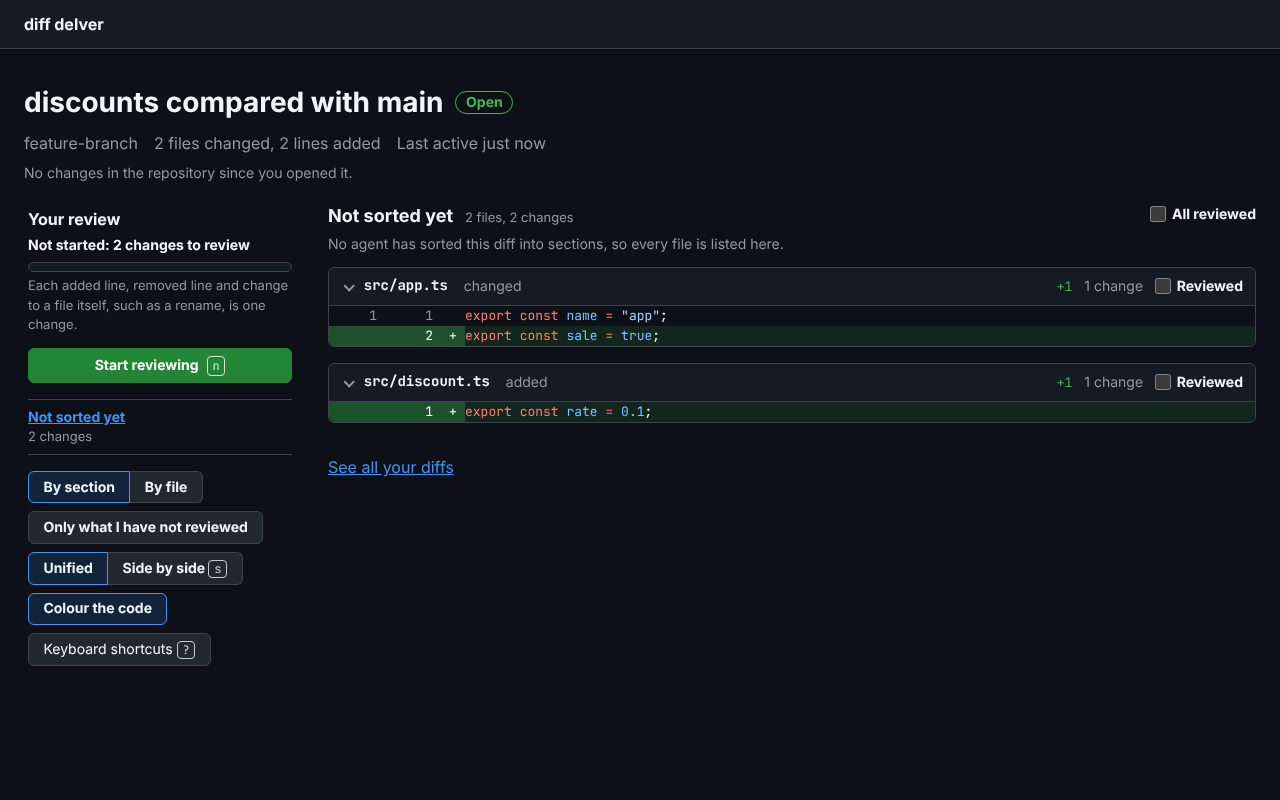 diff delver
discounts compared with main Open
feature-branch 2 files changed, 2 lines added Last active just now
No changes in the repository since you opened it.
Your review
Not started: 2 changes to review
Each added line, removed line and change
to a file itself, such as a rename, is one
change.
Start reviewing n
Not sorted yet
2 changes
By section By file
Only what I have not reviewed
Unified Side by side s
Colour the code
Keyboard shortcuts ?
Not sorted yet 2 files, 2 changes All reviewed
No agent has sorted this diff into sections, so every file is listed here.
src/app.ts changed +1 1 change Reviewed
1 1 export const name = "app";
2 + export const sale = true;
src/discount.ts added +1 1 change Reviewed
1 + export const rate = 0.1;
See all your diffs